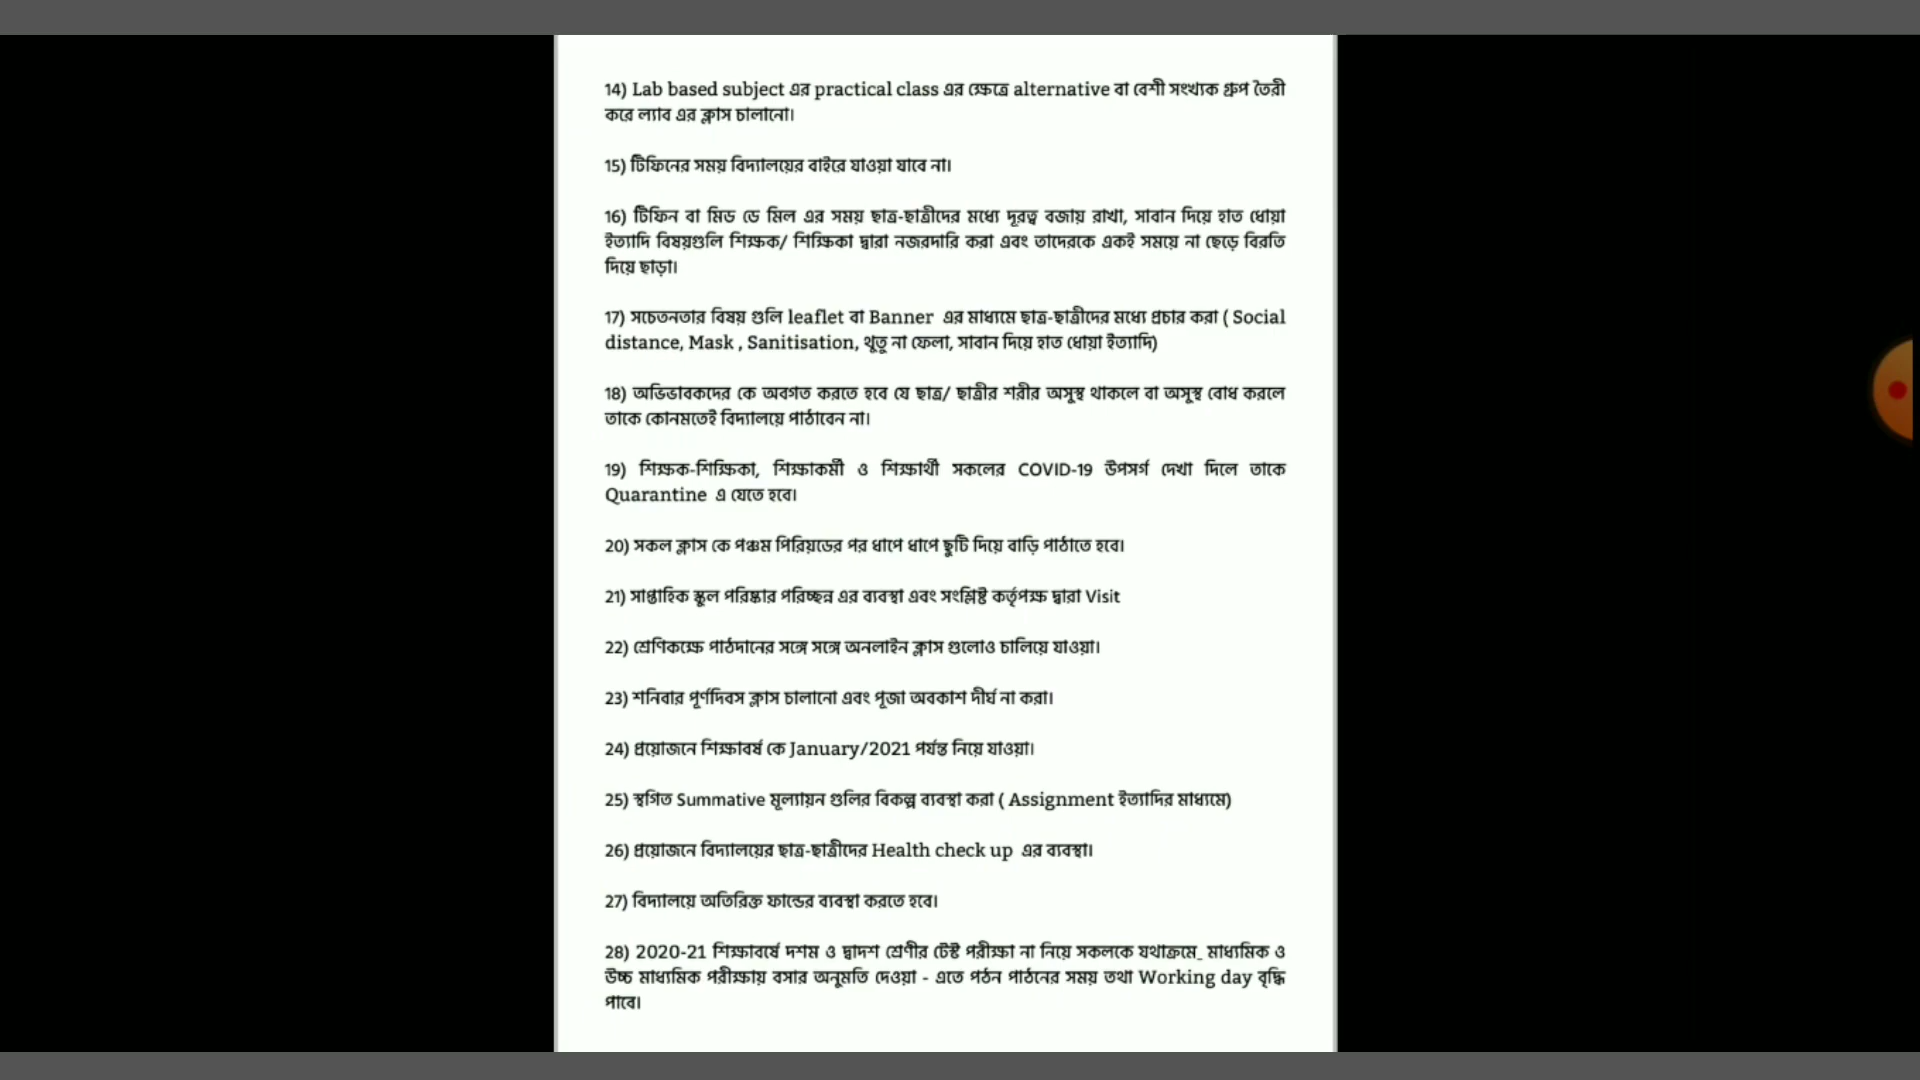 14) Lab based subject এর practical class এর ক্ষেত্রে alternative বা বেশী সংখ্যক গ্রুপ তৈরী
করে ল্যাব এর ক্লাস চালানো।
15) টিফিনের সময় বিদ্যালয়ের বাইরে যাওয়া যাবে না।
16) টিফিন বা মিড ডে মিল এর সময় ছাত্র-ছাত্রীদের মধ্যে দূরত্ব বজায় রাখা, সাবান দিয়ে হাত ধোয়া
ইত্যাদি বিষয়গুলি শিক্ষক/ শিক্ষিকা দ্বারা নজরদারি করা এবং তাদেরকে একই সময়ে না ছেড়ে বিরতি
দিয়ে ছাড়া।
17) সচেতনতার বিষয় গুলি leaflet বা Banner এর মাধ্যমে ছাত্র-ছাত্রীদের মধ্যে প্রচার করা ( Social
distance, Mask , Sanitisation, থুতু না ফেলা, সাবান দিয়ে হাত ধোয়া ইত্যাদি)
18) অভিভাবকদের কে অবগত করতে হবে যে ছাত্র/ ছাত্রীর শরীর অসুস্থ থাকলে বা অসুস্থ বোধ করলে
তাকে কোনমতেই বিদ্যালয়ে পাঠাবেন না।
19) শিক্ষক-শিক্ষিকা, শিক্ষাকর্মী ও শিক্ষার্থী সকলের COVID-19 উপসর্গ দেখা দিলে তাকে
Quarantine এ যেতে হবে।
20) সকল ক্লাস কে পঞ্চম পিরিয়ডের পর ধাপে ধাপে ছুটি দিয়ে বাড়ি পাঠাতে হবে।
21) সাপ্তাহিক স্কুল পরিষ্কার পরিচ্ছন্ন এর ব্যবস্থা এবং সংশ্লিষ্ট কর্তৃপক্ষ দ্বারা Visit
22) শ্রেণিকক্ষে পাঠদানের সঙ্গে সঙ্গে অনলাইন ক্লাস গুলোও চালিয়ে যাওয়া।
23) শনিবার পূর্ণদিবস ক্লাস চালানো এবং পূজা অবকাশ দীর্ঘ না করা।
24) প্রয়োজনে শিক্ষাবর্ষ কে January/2021 পর্যন্ত নিয়ে যাওয়া।
25) স্থগিত Summative মূল্যায়ন গুলির বিকল্প ব্যবস্থা করা ( Assignment ইত্যাদির মাধ্যমে)
26) প্রয়োজনে বিদ্যালয়ের ছাত্র-ছাত্রীদের Health check up এর ব্যবস্থা।
27) বিদ্যালয়ে অতিরিক্ত ফান্ডের ব্যবস্থা করতে হবে।
28) 2020-21 শিক্ষাবর্ষে দশম ও দ্বাদশ শ্রেণীর টেস্ট পরীক্ষা না নিয়ে সকলকে যথাক্রমে_ মাধ্যমিক ও
উচ্চ মাধ্যমিক পরীক্ষায় বসার অনুমতি দেওয়া - এতে পঠন পাঠনের সময় তথা Working day বৃদ্ধি
পাবে।